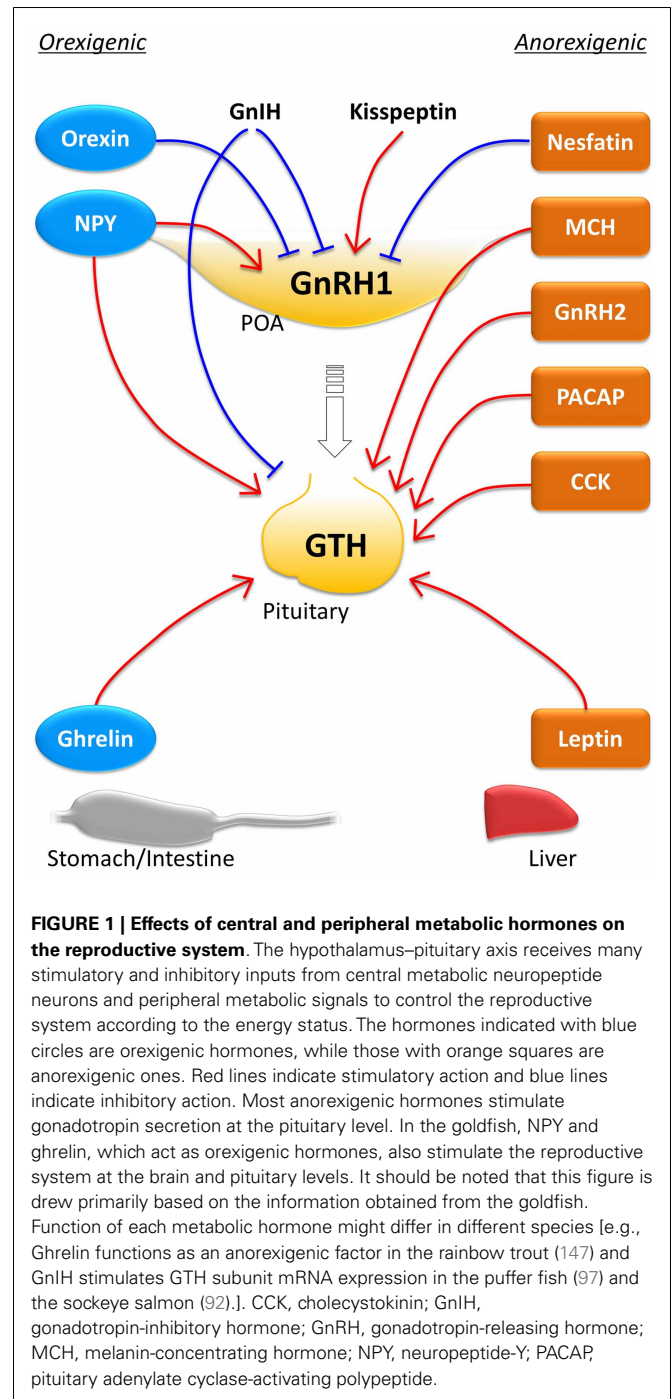 Orexigenic
Anorexigenic
GnIH
Kisspeptin
Orexin
Nesfatin
NPY
MCH
GnRH1
POA
GnRH2
PACAP
CCK
GTH
Pituitary
Ghrelin
Leptin
Stomach/Intestine
Liver
FIGURE 1 | Effects of central and peripheral metabolic hormones on
the reproductive system. The hypothalamus–pituitary axis receives many
stimulatory and inhibitory inputs from central metabolic neuropeptide
neurons and peripheral metabolic signals to control the reproductive
system according to the energy status. The hormones indicated with blue
circles are orexigenic hormones, while those with orange squares are
anorexigenic ones. Red lines indicate stimulatory action and blue lines
indicate inhibitory action. Most anorexigenic hormones stimulate
gonadotropin secretion at the pituitary level. In the goldfish, NPY and
ghrelin, which act as orexigenic hormones, also stimulate the reproductive
system at the brain and pituitary levels. It should be noted that this figure is
drew primarily based on the information obtained from the goldfish.
Function of each metabolic hormone might differ in different species [e.g.,
Ghrelin functions as an anorexigenic factor in the rainbow trout (147) and
GnIH stimulates GTH subunit mRNA expression in the puffer fish (97) and
the sockeye salmon (92).]. CCK, cholecystokinin; GnIH,
gonadotropin-inhibitory hormone; GnRH, gonadotropin-releasing hormone;
MCH, melanin-concentrating hormone; NPY, neuropeptide-Y; PACAP,
pituitary adenylate cyclase-activating polypeptide.